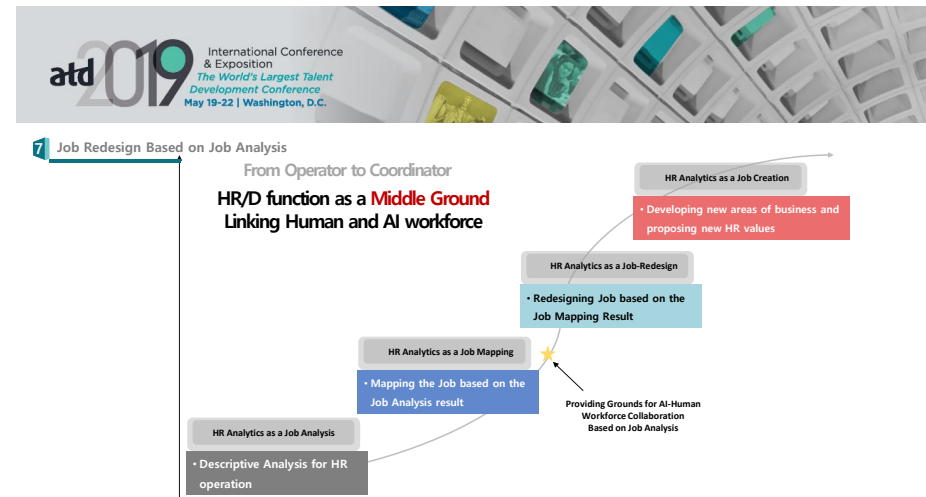 atd 2019
International Conference
& Exposition
The World's Largest Talent
Development Conference
May 19-22 | Washington, D.C.
7 Job Redesign Based on Job Analysis
From Operator to Coordinator
HR/D function as a Middle Ground
Linking Human and AI workforce
HR Analytics as a Job Creation
• Developing new areas of business and
proposing new HR values
HR Analytics as a Job-Redesign
• Redesigning Job based on the
Job Mapping Result
HR Analytics as a Job Mapping
• Mapping the Job based on the
Job Analysis result
Providing Grounds for AI-Human
Workforce Collaboration
Based on Job Analysis
HR Analytics as a Job Analysis
• Descriptive Analysis for HR
operation